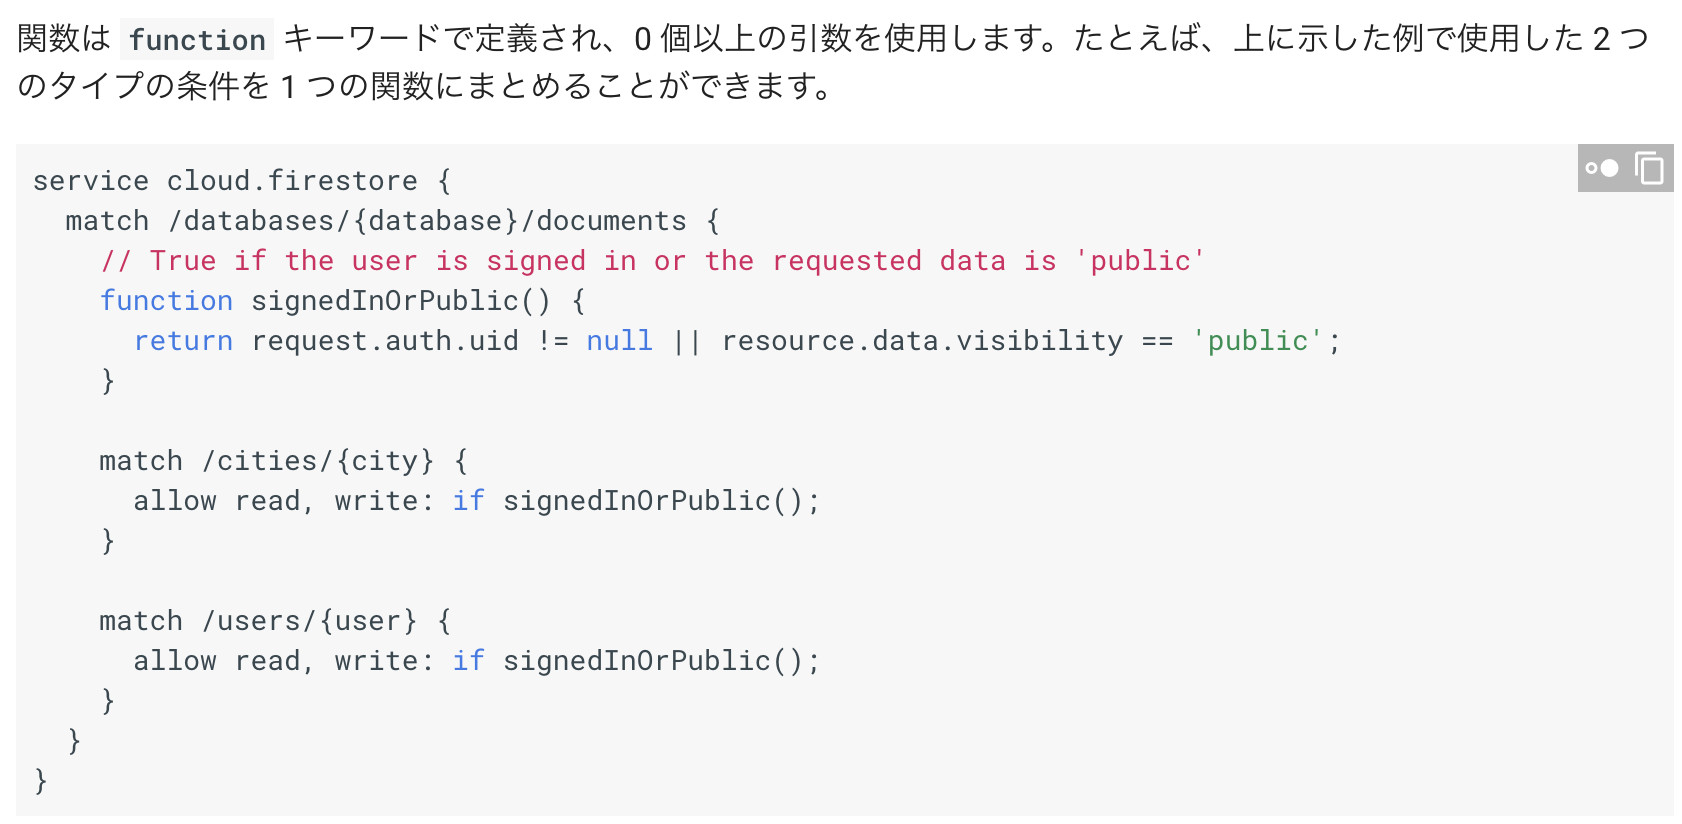 関数は function キーワードで定義され、0 個以上の引数を使用します。たとえば、上に示した例で使用した 2 つ
のタイプの条件を 1 つの関数にまとめることができます。
service cloud.firestore {
  match /databases/{database}/documents {
    // True if the user is signed in or the requested data is 'public'
    function signedInOrPublic() {
      return request.auth.uid != null || resource.data.visibility == 'public';
    }

    match /cities/{city} {
      allow read, write: if signedInOrPublic();
    }

    match /users/{user} {
      allow read, write: if signedInOrPublic();
    }
  }
}